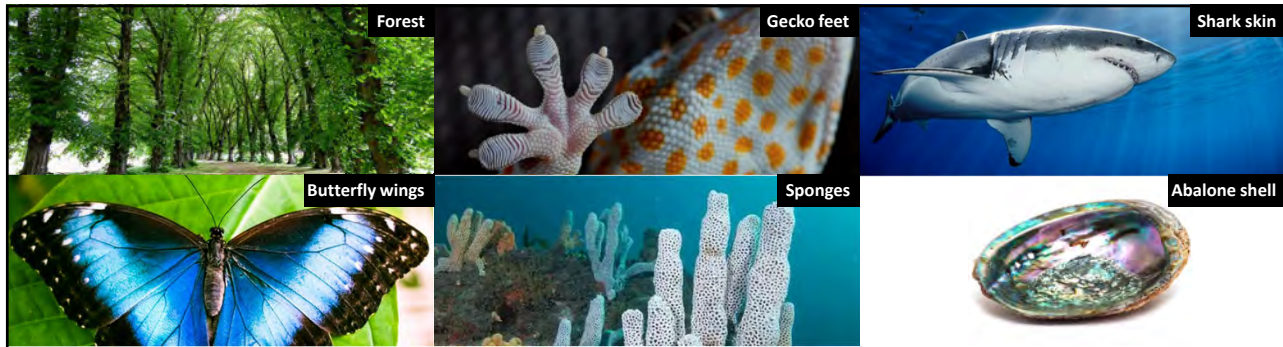 Forest
Gecko feet
Shark skin
Butterfly wings
Sponges
Abalone shell